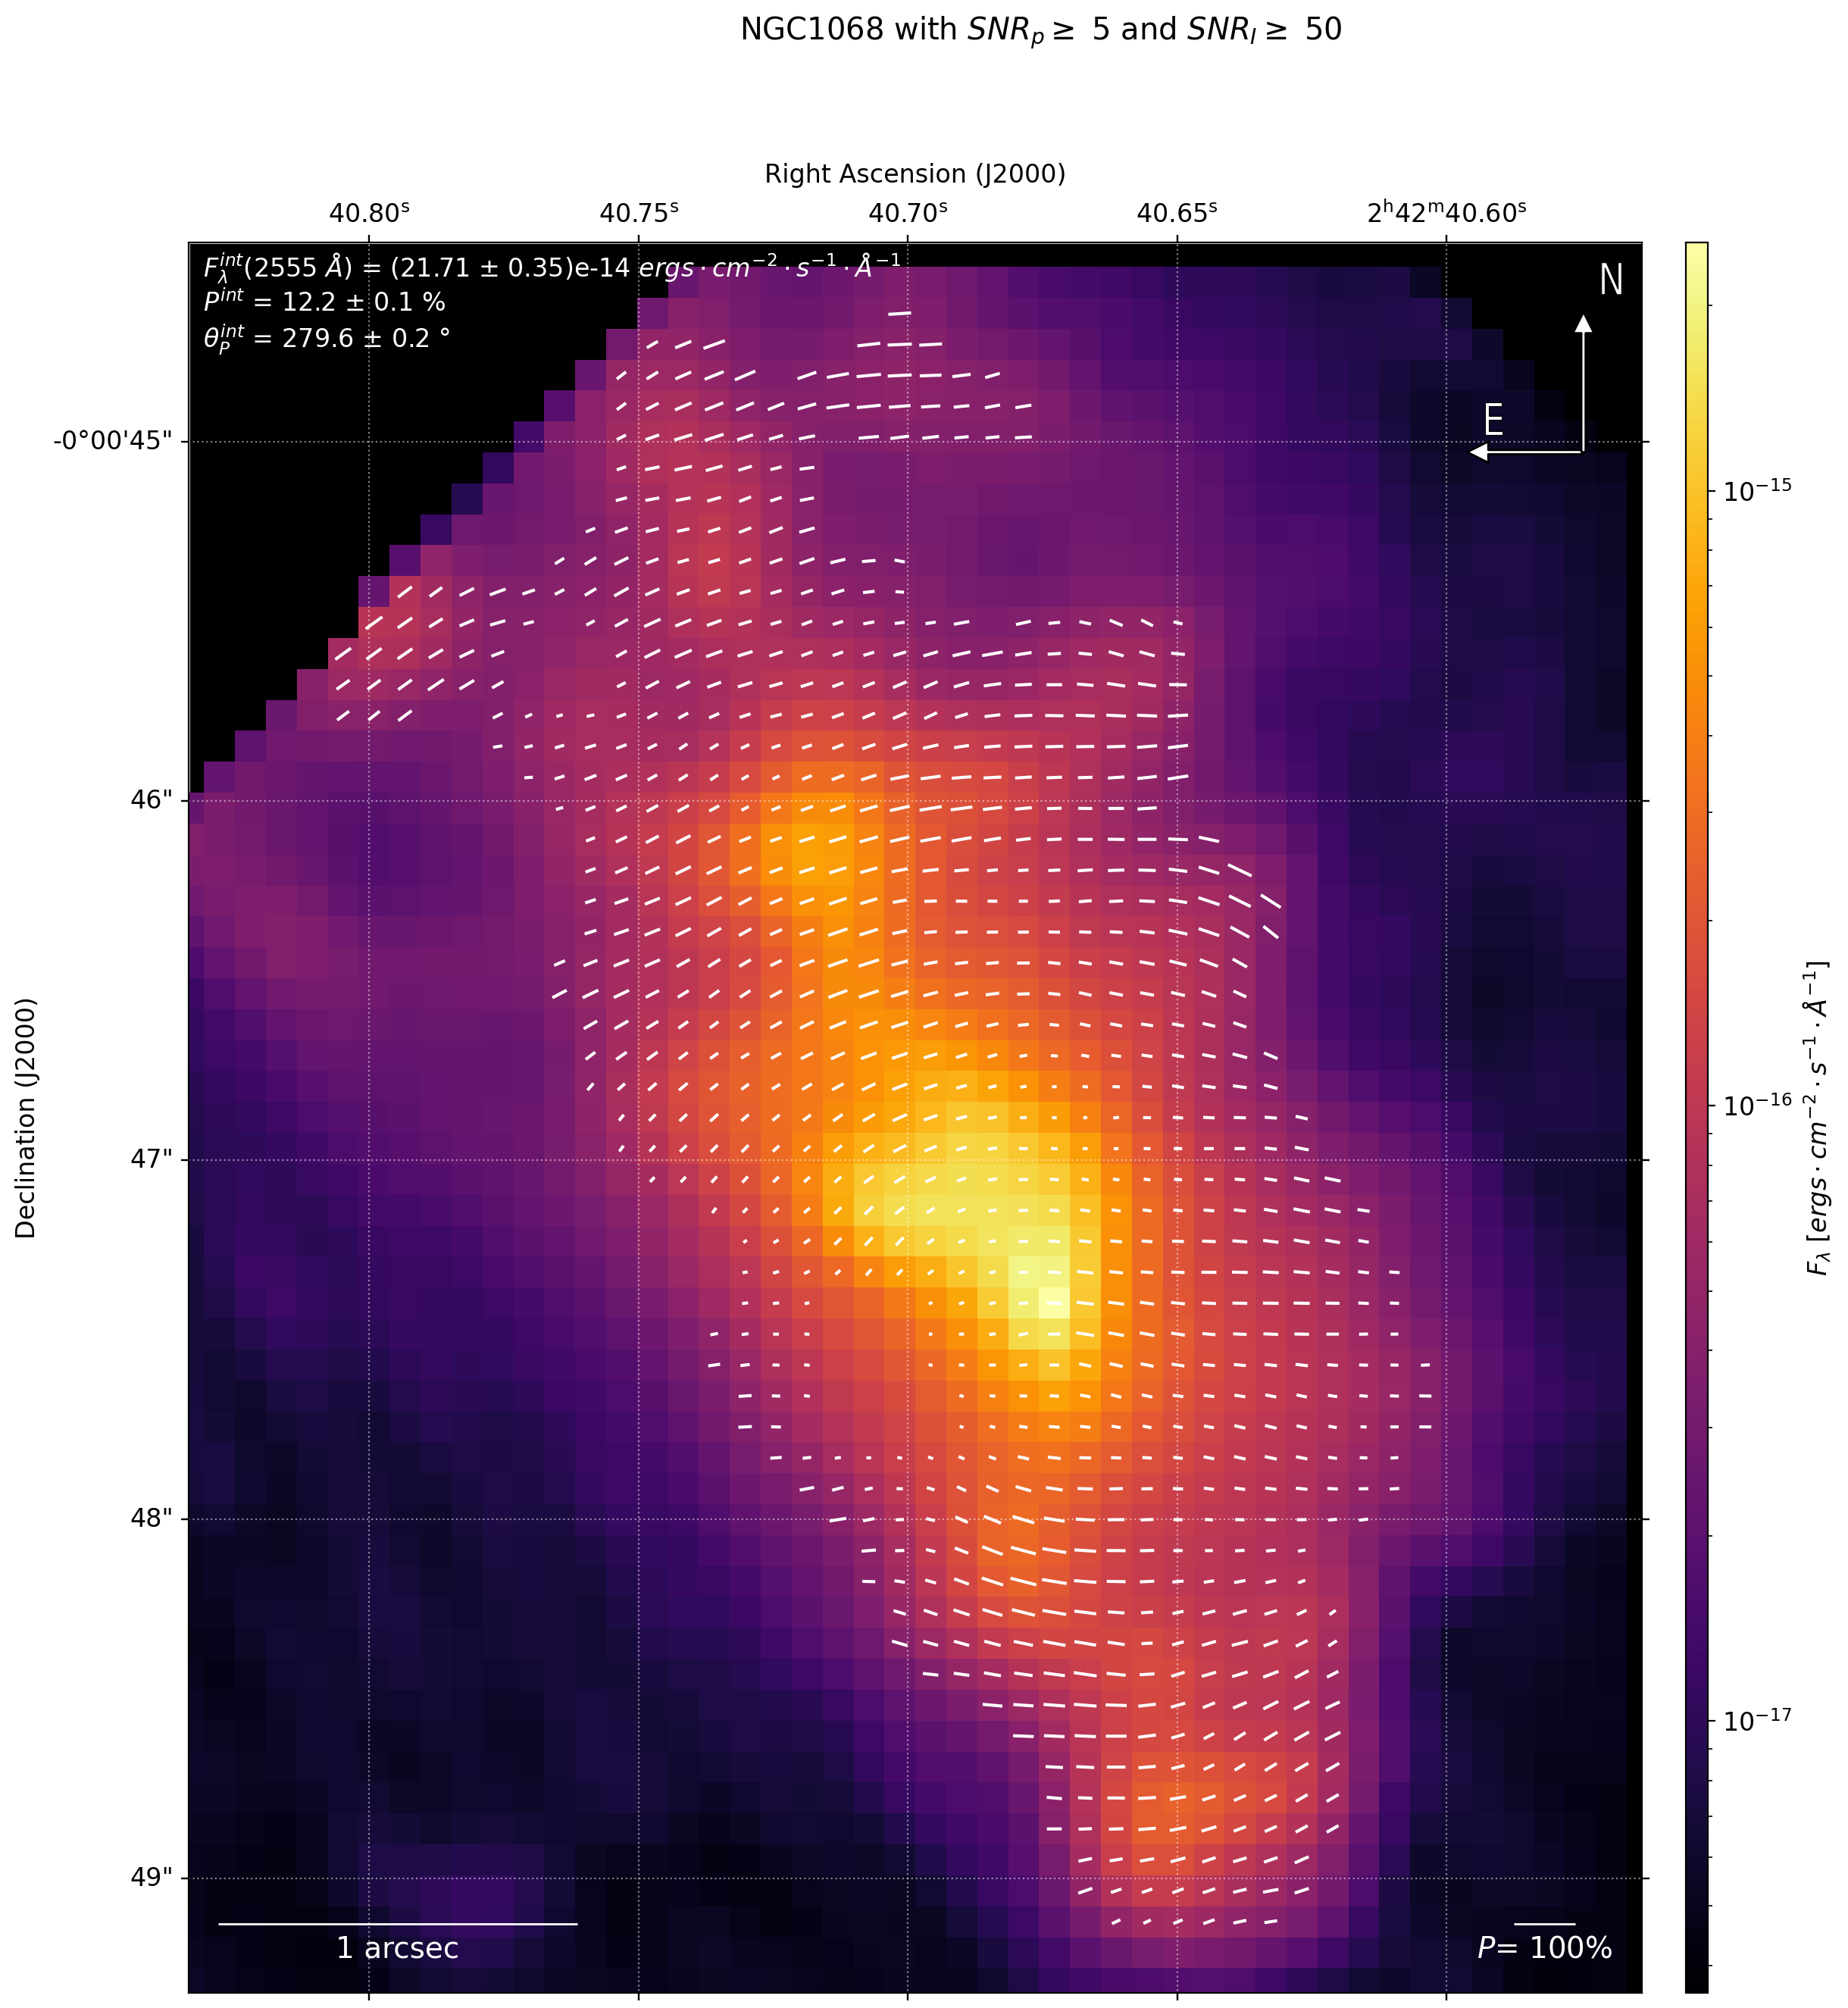 NGC1068 with SNR_p ≥ 5 and SNR_I ≥ 50
Right Ascension (J2000)
40.80ˢ 40.75ˢ 40.70ˢ 40.65ˢ 2ʰ42ᵐ40.60ˢ
F_λ^int(2555 Å) = (21.71 ± 0.35)e-14 ergs · cm⁻² · s⁻¹ · Å⁻¹
P^int = 12.2 ± 0.1 %
θ_P^int = 279.6 ± 0.2 °
N
E
-0°00'45"
46"
47"
48"
49"
Declination (J2000)
1 arcsec
P= 100%
10⁻¹⁵
10⁻¹⁶
10⁻¹⁷
F_λ [ergs · cm⁻² · s⁻¹ · Å⁻¹]